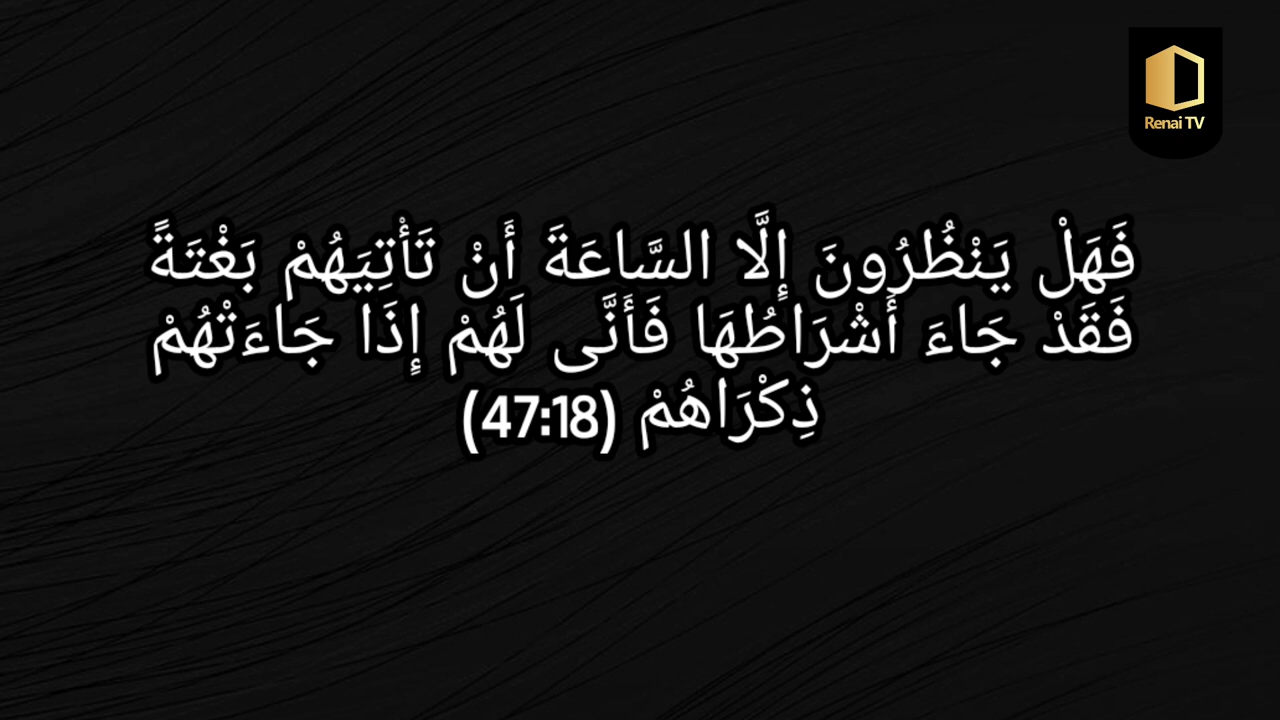 Renai TV
فَهَلْ يَنْظُرُونَ إِلَّا السَّاعَةَ أَنْ تَأْتِيَهُمْ بَغْتَةً
فَقَدْ جَاءَ أَشْرَاطُهَا فَأَنَّى لَهُمْ إِذَا جَاءَتْهُمْ
ذِكْرَاهُمْ (47:18)